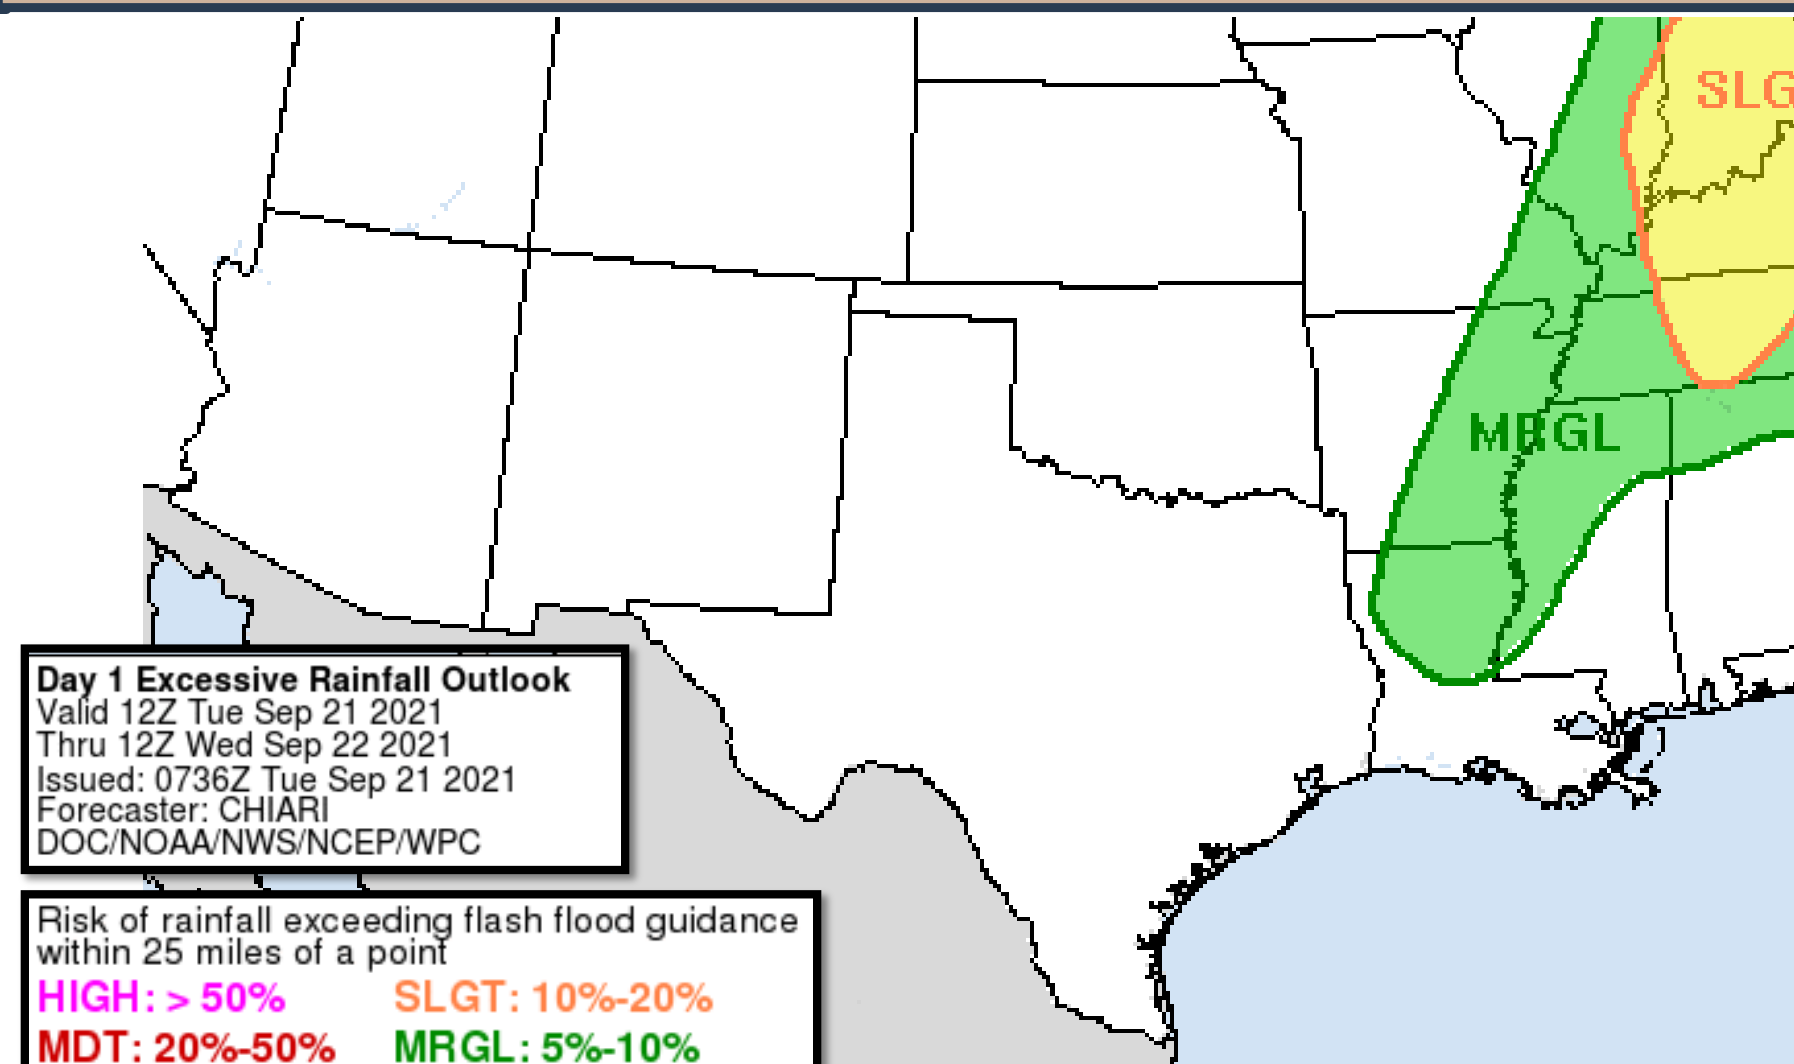 SLG
MRGL
Day 1 Excessive Rainfall Outlook
Valid 12Z Tue Sep 21 2021
Thru 12Z Wed Sep 22 2021
Issued: 0736Z Tue Sep 21 2021
Forecaster: CHIARI
DOC/NOAA/NWS/NCEP/WPC
Risk of rainfall exceeding flash flood guidance
within 25 miles of a point
HIGH: > 50% SLGT: 10%-20%
MDT: 20%-50% MRGL: 5%-10%